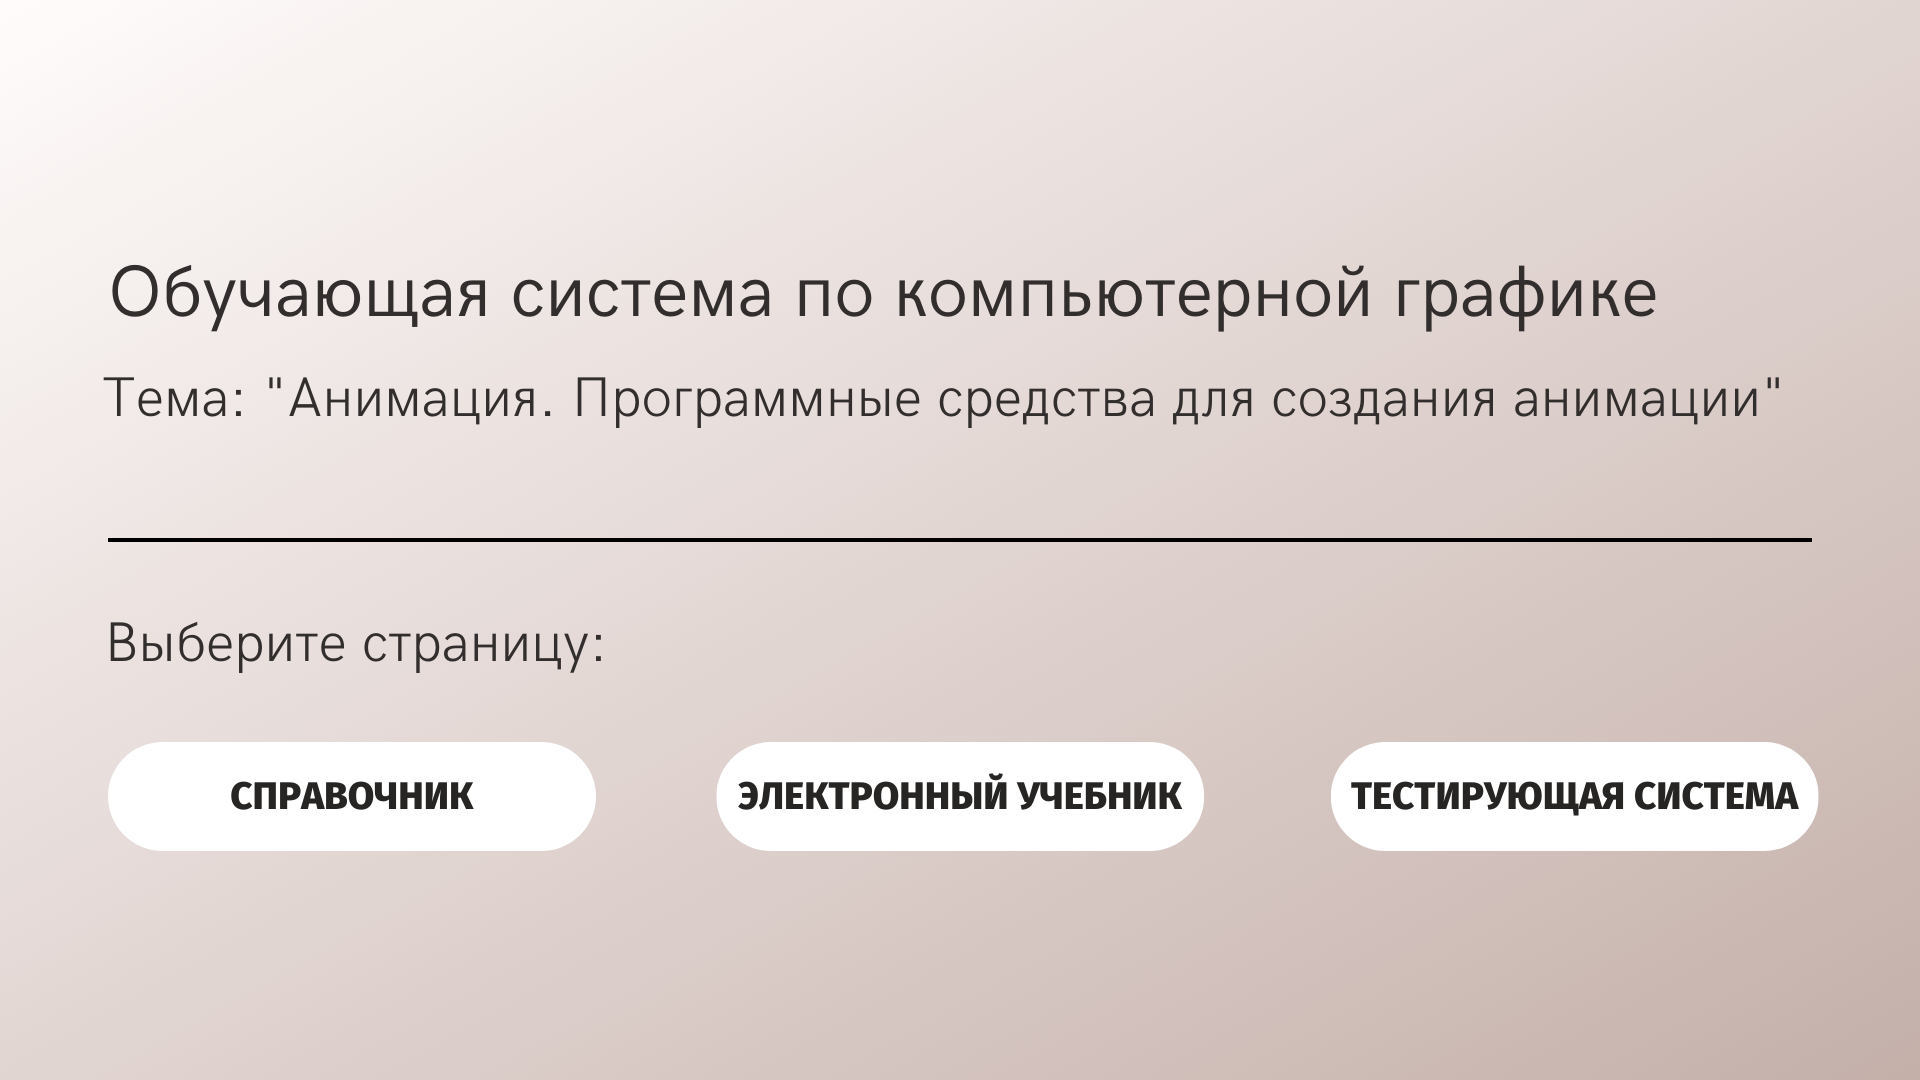 Обучающая система по компьютерной графике
Тема: "Анимация. Программные средства для создания анимации"
Выберите страницу:
СПРАВОЧНИК
ЭЛЕКТРОННЫЙ УЧЕБНИК
ТЕСТИРУЮЩАЯ СИСТЕМА